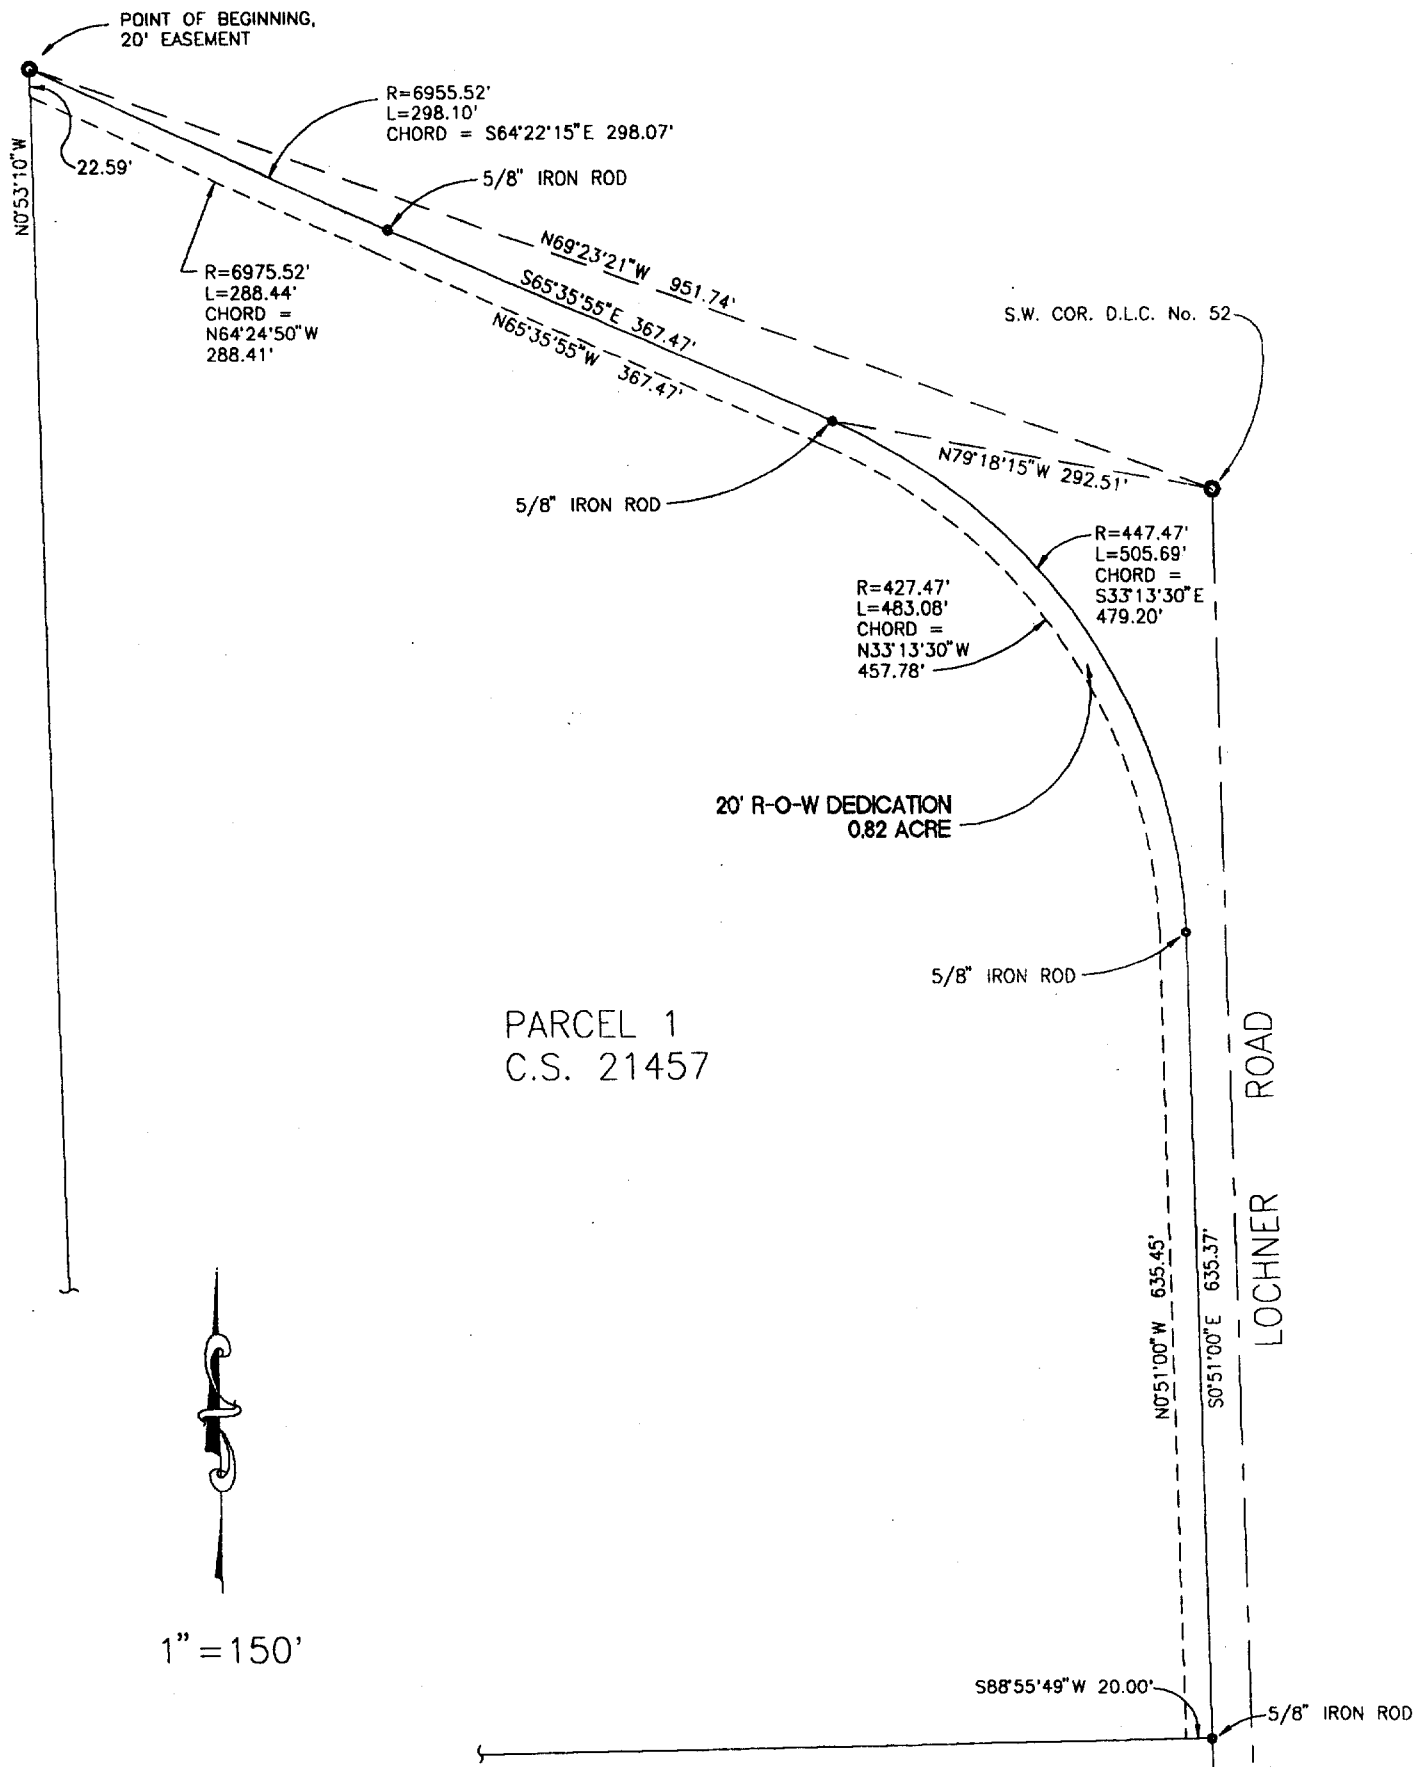 POINT OF BEGINNING,
20' EASEMENT
R=6955.52'
L=298.10'
CHORD = S64°22'15"E 298.07'
22.59'
N0°53'10"W
5/8" IRON ROD
R=6975.52'
L=288.44'
CHORD =
N64°24'50"W
288.41'
N69°23'21"W 951.74'
S65°35'55"E 367.47'
N65°35'55"W 367.47'
S.W. COR. D.L.C. No. 52
N79°18'15"W 292.51'
5/8" IRON ROD
R=447.47'
L=505.69'
CHORD =
S33°13'30"E
479.20'
R=427.47'
L=483.08'
CHORD =
N33°13'30"W
457.78'
20' R-O-W DEDICATION
0.82 ACRE
5/8" IRON ROD
PARCEL 1
C.S. 21457
LOCHNER ROAD
N0°51'00"W 635.45'
S0°51'00"E 635.37'
1"=150'
S88°55'49"W 20.00'
5/8" IRON ROD